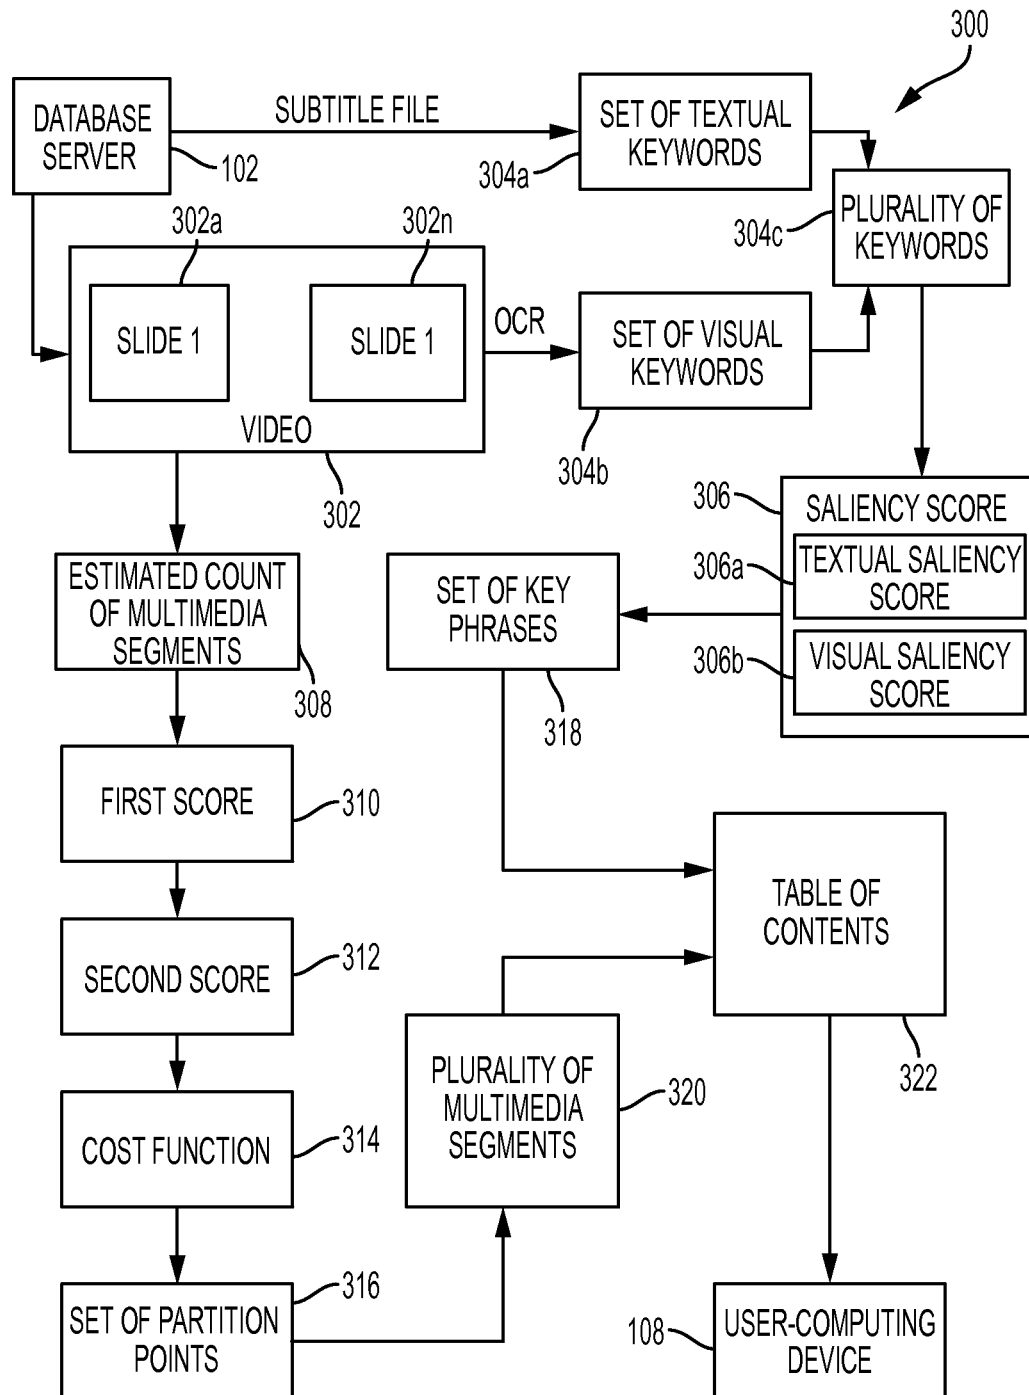 300
DATABASE
SERVER
102
SUBTITLE FILE
SET OF TEXTUAL
KEYWORDS
304a
PLURALITY OF
KEYWORDS
304c
302a
302n
SLIDE 1
SLIDE 1
VIDEO
302
OCR
SET OF VISUAL
KEYWORDS
304b
306
SALIENCY SCORE
306a
TEXTUAL SALIENCY
SCORE
306b
VISUAL SALIENCY
SCORE
ESTIMATED COUNT
OF MULTIMEDIA
SEGMENTS
308
SET OF KEY
PHRASES
318
FIRST SCORE
310
SECOND SCORE
312
COST FUNCTION
314
SET OF PARTITION
POINTS
316
PLURALITY OF
MULTIMEDIA
SEGMENTS
320
TABLE OF
CONTENTS
322
108
USER-COMPUTING
DEVICE